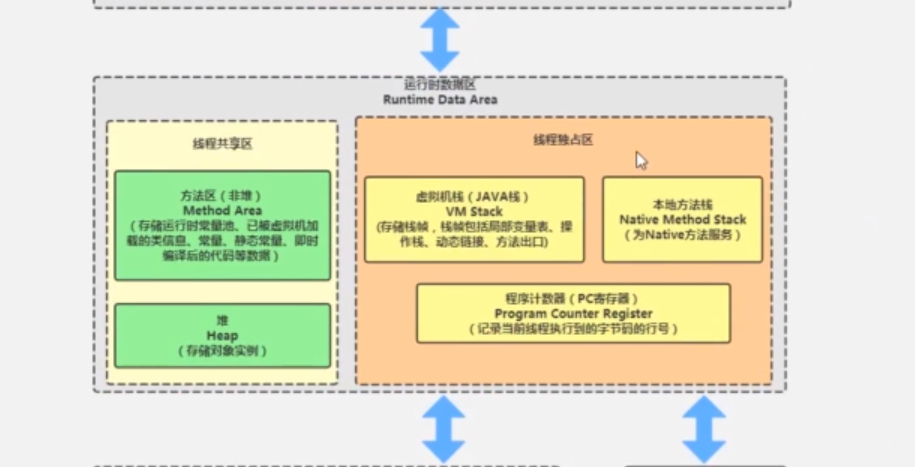 运行时数据区
Runtime Data Area
线程共享区
方法区（非堆）
Method Area
（存储运行时常量池、已被虚拟机加
载的类信息、常量、静态常量、即时
编译后的代码等数据）
堆
Heap
（存储对象实例）
线程独占区
虚拟机栈（JAVA栈）
VM Stack
(存储栈帧，栈帧包括局部变量表、操
作栈、动态链接、方法出口)
本地方法栈
Native Method Stack
（为Native方法服务）
程序计数器（PC寄存器）
Program Counter Register
（记录当前线程执行到的字节码的行号）